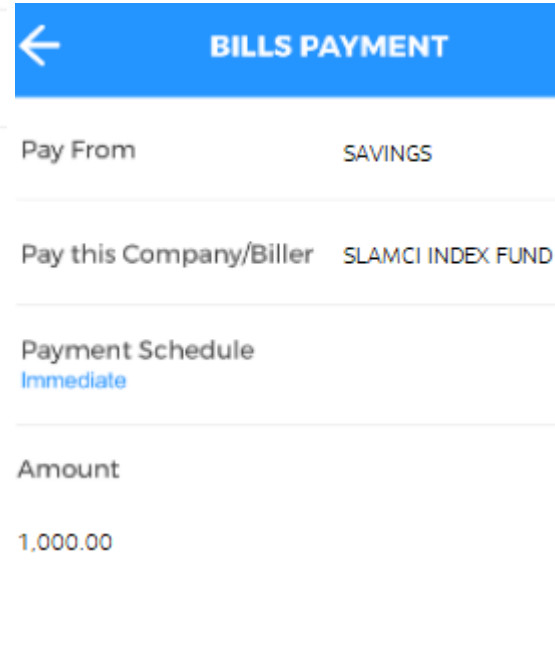 BILLS PAYMENT
Pay From SAVINGS
Pay this Company/Biller SLAMCI INDEX FUND
Payment Schedule
Immediate
Amount
1,000.00